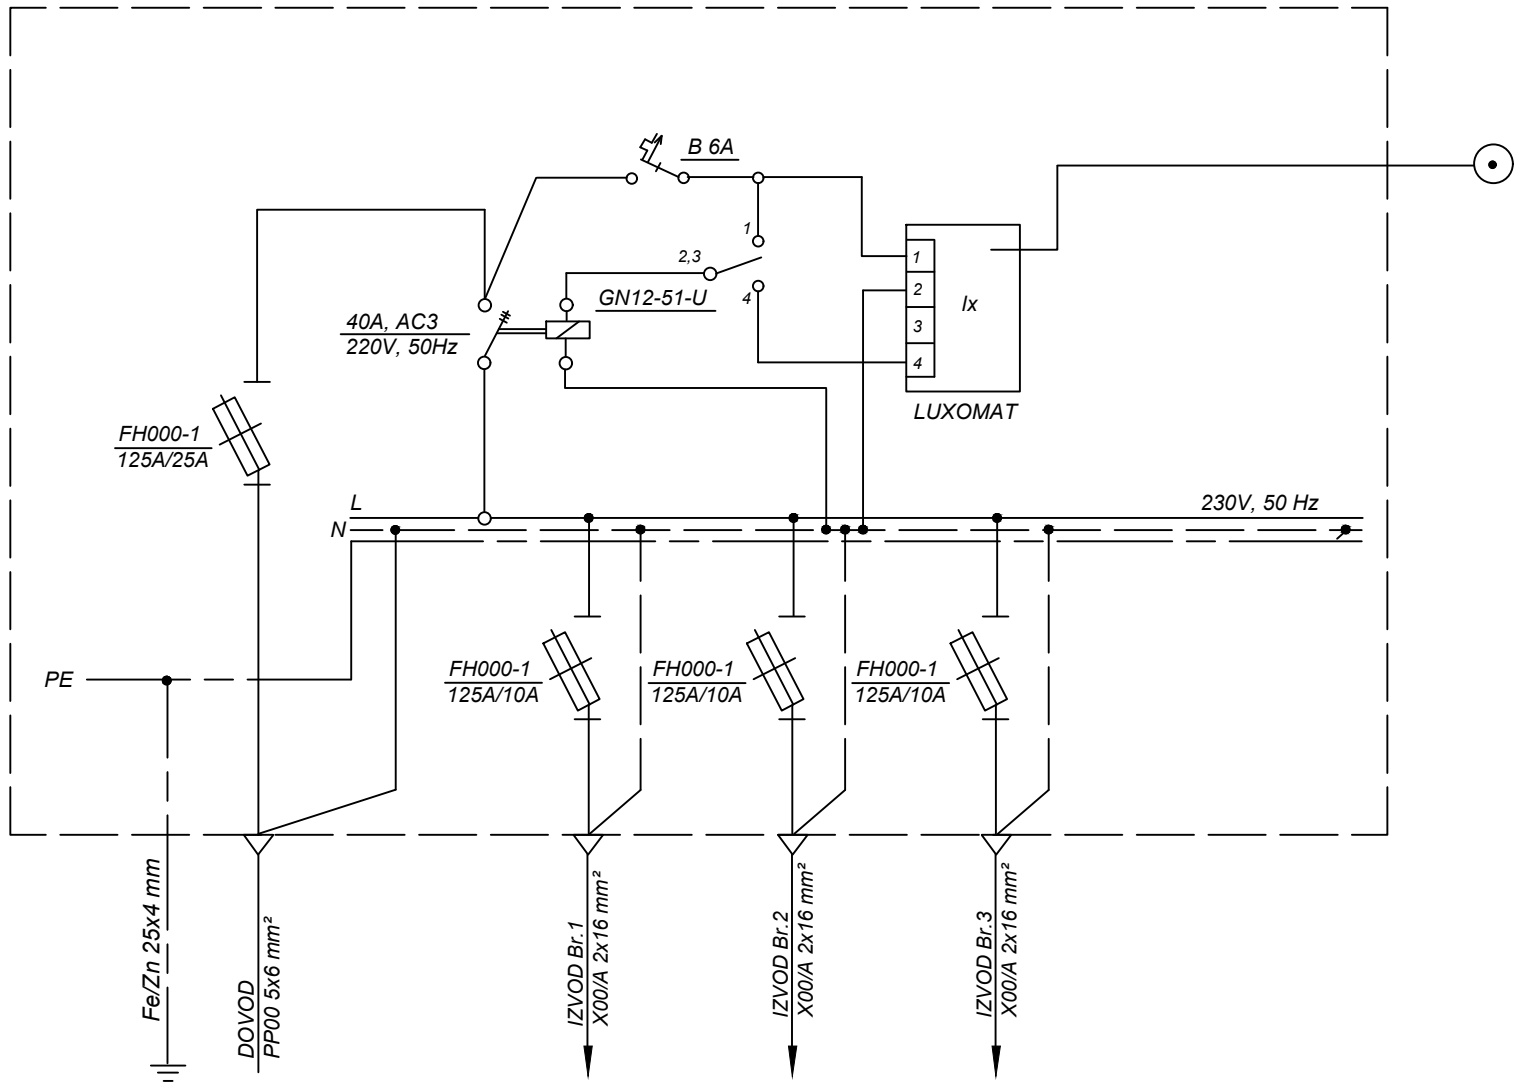 B 6A
1
2,3
4
GN12-51-U
40A, AC3
220V, 50Hz
1
2
3
4
Ix
LUXOMAT
FH000-1
125A/25A
L
N
230V, 50 Hz
PE
FH000-1
125A/10A
FH000-1
125A/10A
FH000-1
125A/10A
Fe/Zn 25x4 mm
DOVOD
PP00 5x6 mm²
IZVOD Br.1
X00/A 2x16 mm²
IZVOD Br.2
X00/A 2x16 mm²
IZVOD Br.3
X00/A 2x16 mm²